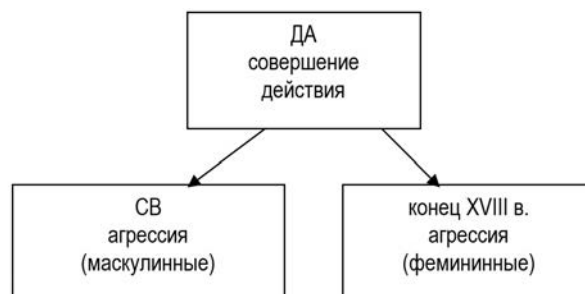 ДА
совершение
действия
СВ
агрессия
(маскулинные)
конец XVIII в.
агрессия
(фемининные)